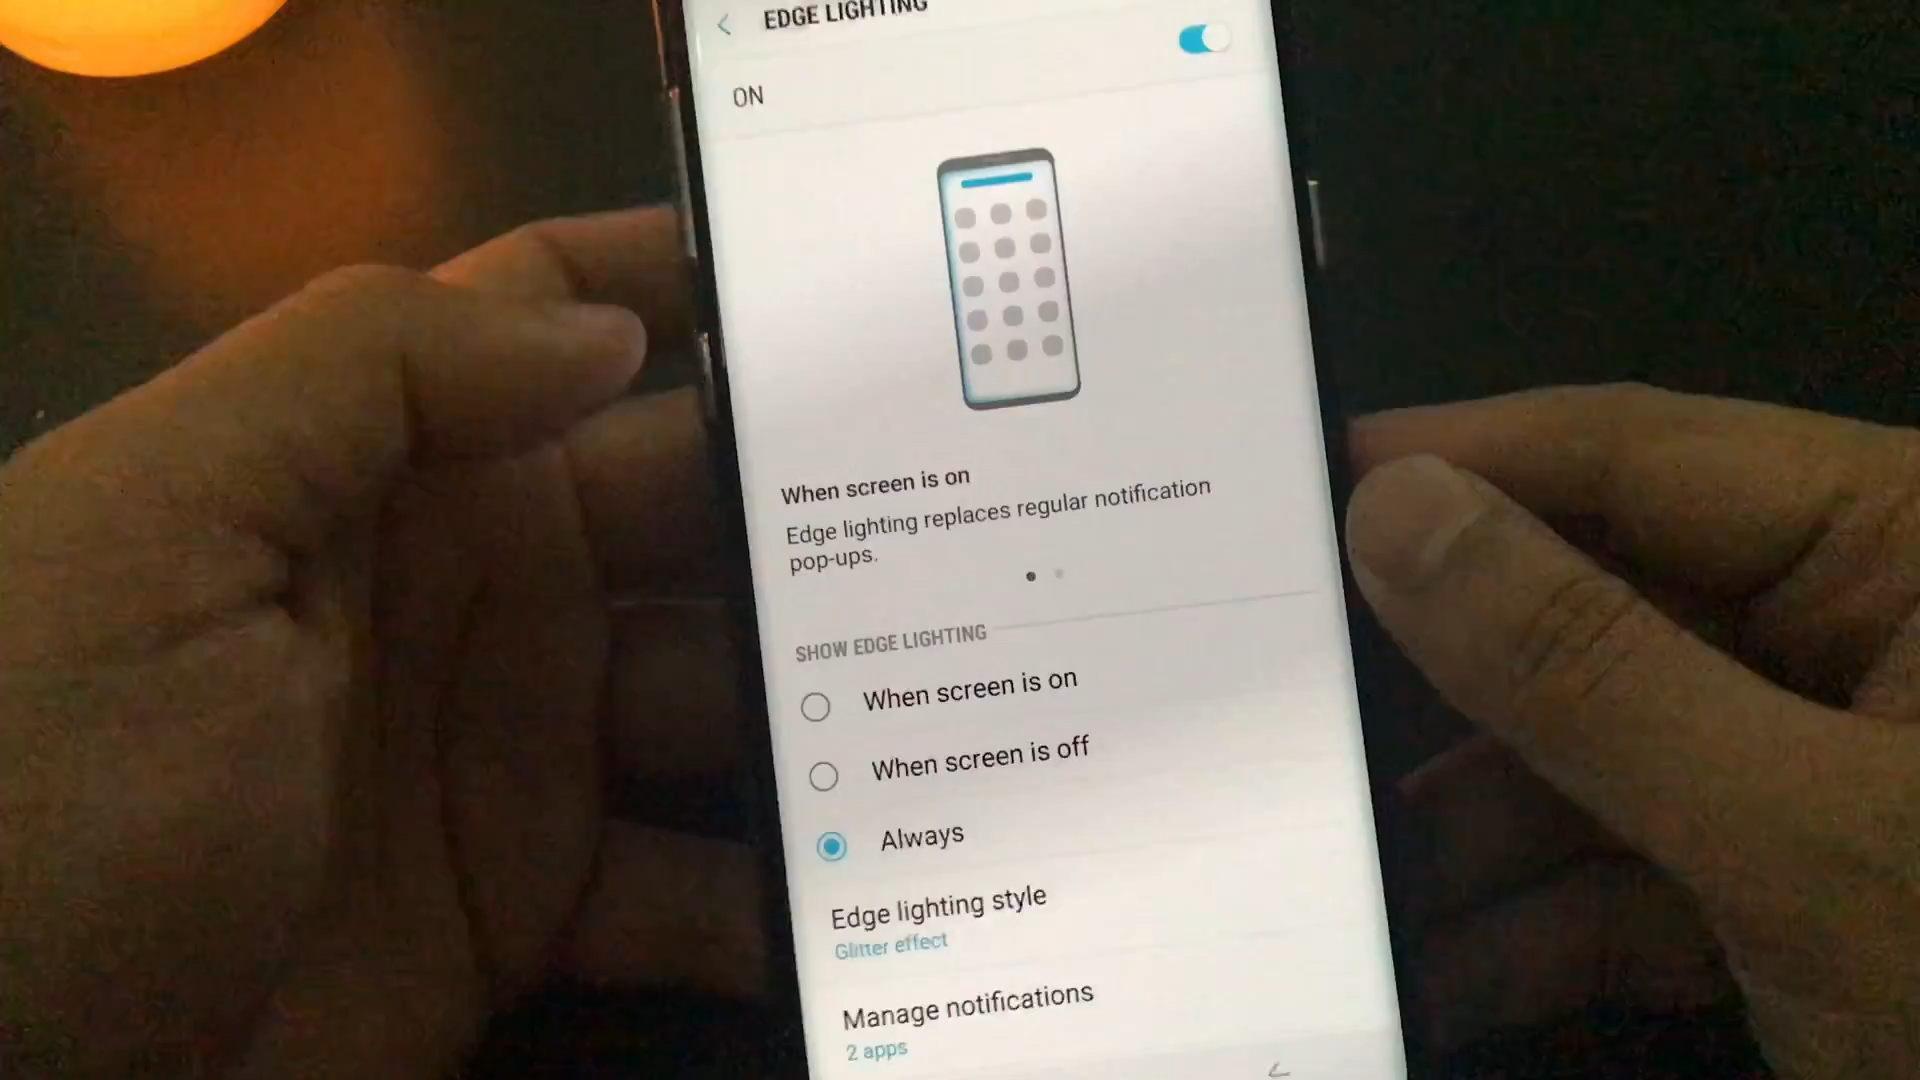 EDGE LIGHTING
ON
When screen is on
Edge lighting replaces regular notification
pop-ups.
SHOW EDGE LIGHTING
When screen is on
When screen is off
Always
Edge lighting style
Glitter effect
Manage notifications
2 apps